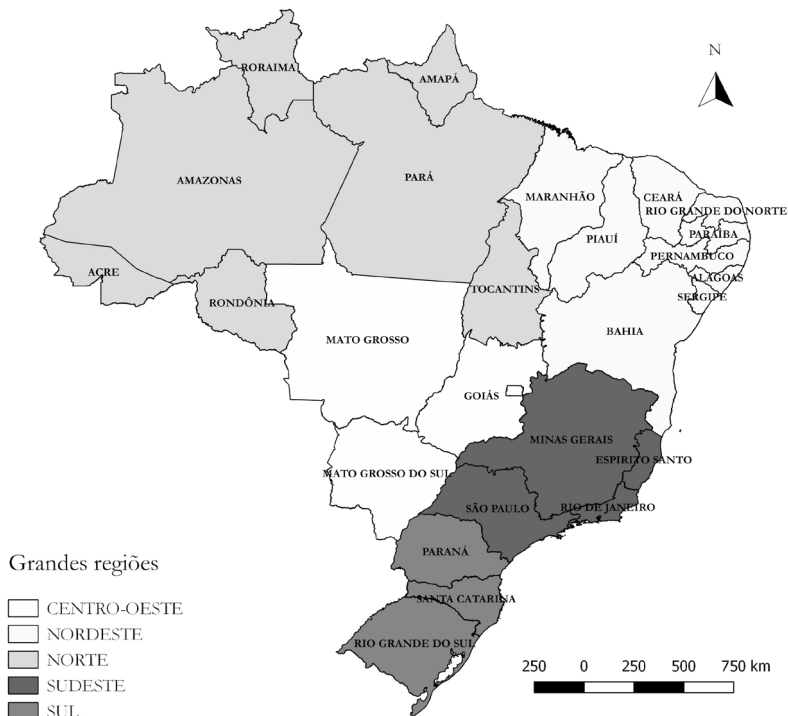 N
RORAIMA
AMAPÁ
AMAZONAS
PARÁ
MARANHÃO
CEARÁ
RIO GRANDE DO NORTE
PIAUÍ
PARAÍBA
PERNAMBUCO
ALAGOAS
SERGIPE
ACRE
RONDÔNIA
TOCANTINS
BAHIA
MATO GROSSO
GOIÁS
MINAS GERAIS
ESPIRITO SANTO
MATO GROSSO DO SUL
SÃO PAULO
RIO DE JANEIRO
PARANÁ
SANTA CATARINA
RIO GRANDE DO SUL
Grandes regiões
CENTRO-OESTE
NORDESTE
NORTE
SUDESTE
SUL
250 0 250 500 750 km